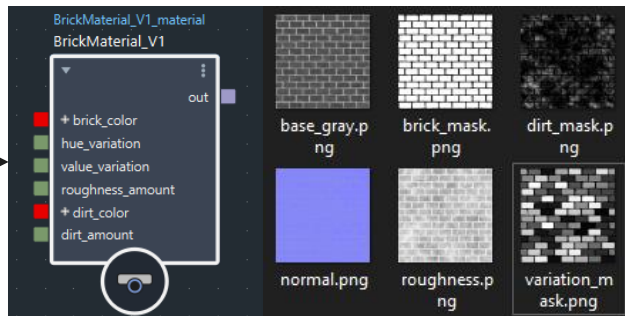 BrickMaterial_V1_material
BrickMaterial_V1
out
+ brick_color
hue_variation
value_variation
roughness_amount
+ dirt_color
dirt_amount
base_gray.p
ng
brick_mask.
png
dirt_mask.p
ng
normal.png
roughness.p
ng
variation_m
ask.png